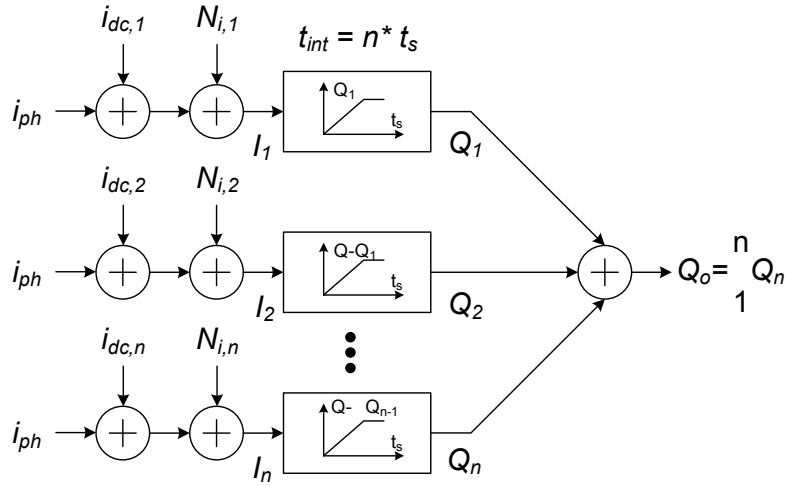 i_dc,1 N_i,1 t_int = n* t_s
i_ph + + Q_1 t_s
I_1 Q_1
i_dc,2 N_i,2
i_ph + + Q-Q_1 t_s + Q_o= n Q_n
1
I_2 Q_2
i_dc,n N_i,n
i_ph + + Q- Q_n-1 t_s
I_n Q_n